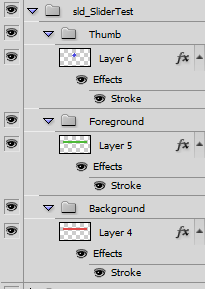 sld_SliderTest
Thumb
Layer 6 fx
Effects
Stroke
Foreground
Layer 5 fx
Effects
Stroke
Background
Layer 4 fx
Effects
Stroke